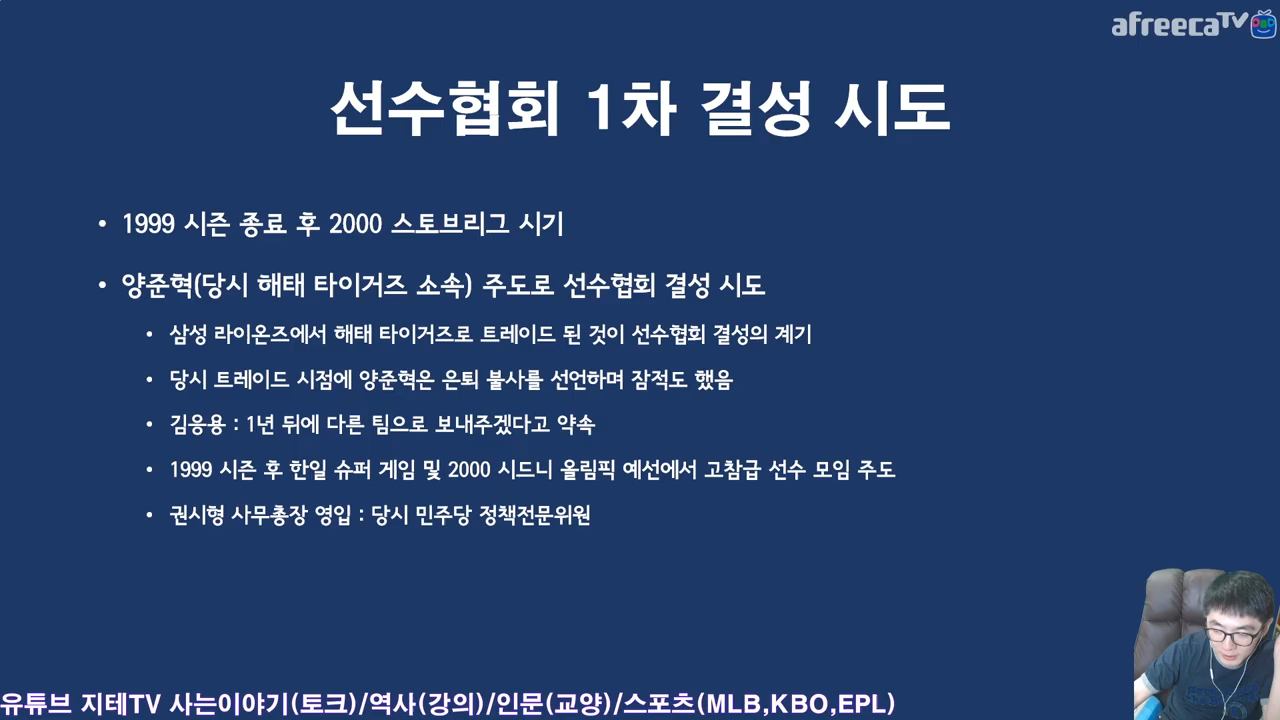 afreecaTV
선수협회 1차 결성 시도
• 1999 시즌 종료 후 2000 스토브리그 시기
• 양준혁(당시 해태 타이거즈 소속) 주도로 선수협회 결성 시도
• 삼성 라이온즈에서 해태 타이거즈로 트레이드 된 것이 선수협회 결성의 계기
• 당시 트레이드 시점에 양준혁은 은퇴 불사를 선언하며 잠적도 했음
• 김응용 : 1년 뒤에 다른 팀으로 보내주겠다고 약속
• 1999 시즌 후 한일 슈퍼 게임 및 2000 시드니 올림픽 예선에서 고참급 선수 모임 주도
• 권시형 사무총장 영입 : 당시 민주당 정책전문위원
유튜브 지테TV 사는이야기(토크)/역사(강의)/인문(교양)/스포츠(MLB,KBO,EPL)